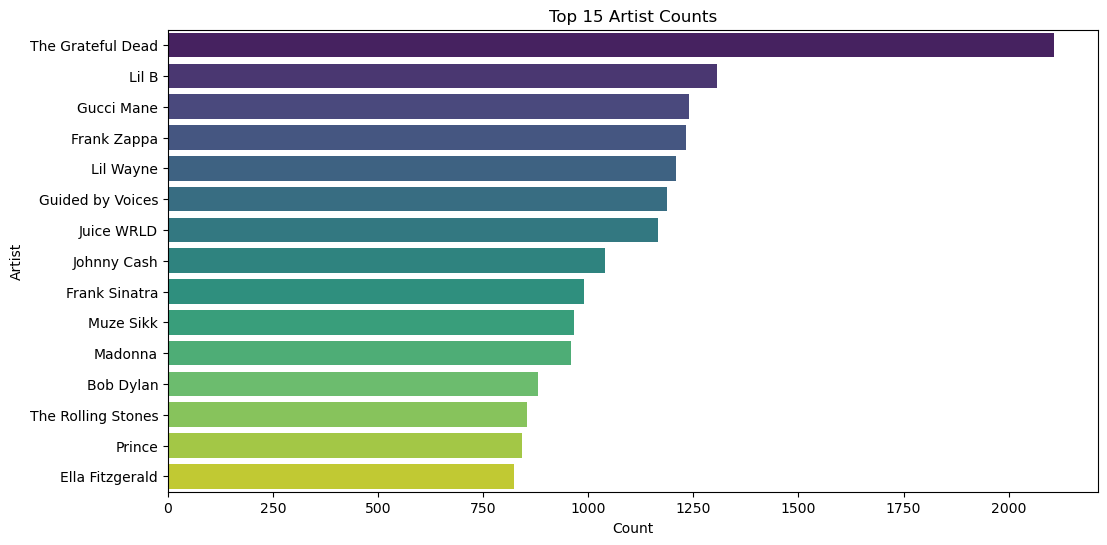 Top 15 Artist Counts
The Grateful Dead
Lil B
Gucci Mane
Frank Zappa
Lil Wayne
Guided by Voices
Juice WRLD
Johnny Cash
Frank Sinatra
Muze Sikk
Madonna
Bob Dylan
The Rolling Stones
Prince
Ella Fitzgerald
Artist
0 250 500 750 1000 1250 1500 1750 2000
Count